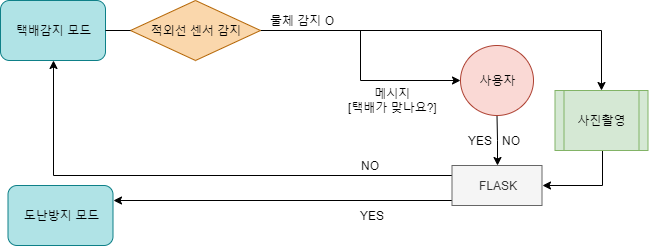 택배감지 모드
적외선 센서 감지
물체 감지 O
메시지
[택배가 맞나요?]
사용자
사진촬영
YES
NO
FLASK
NO
YES
도난방지 모드